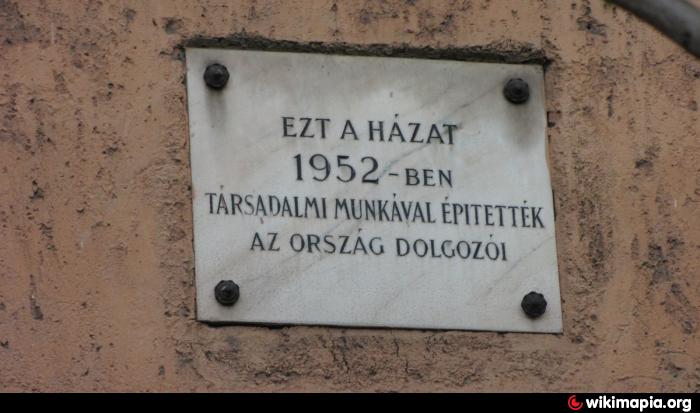 EZT A HÁZAT
1952-BEN
TÁRSADALMI MUNKÁVAL ÉPITETTÉK
AZ ORSZÁG DOLGOZÓI
wikimapia.org